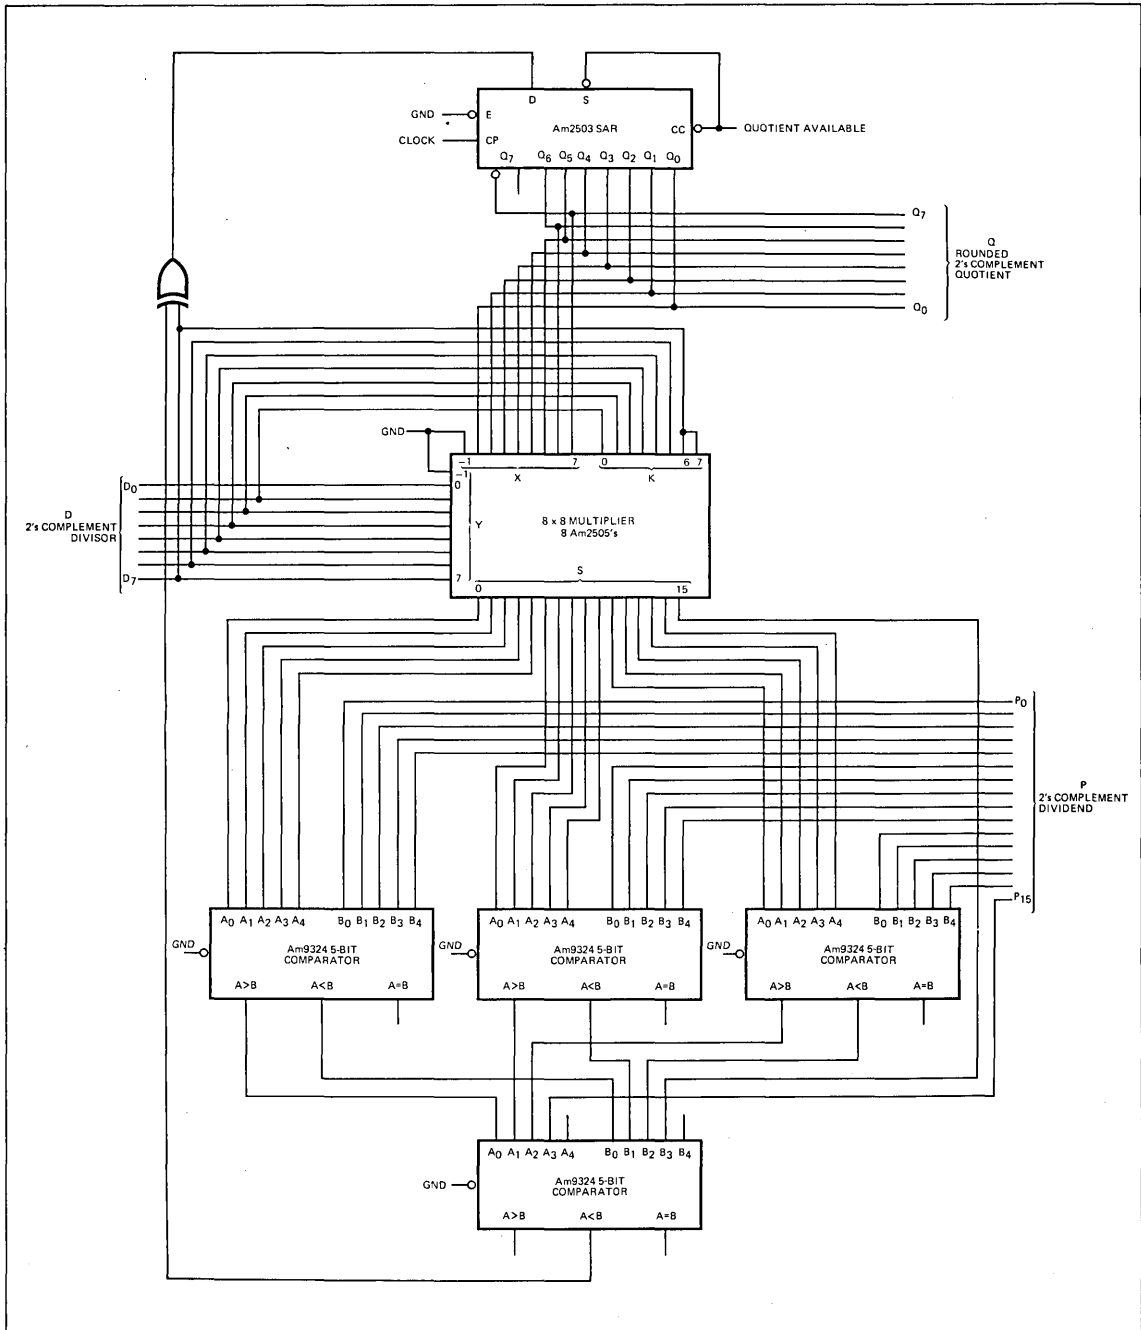 D S
GND E
Am2503 SAR CC QUOTIENT AVAILABLE
CLOCK CP
Q7 Q6 Q5 Q4 Q3 Q2 Q1 Q0
Q7
Q
ROUNDED
2's COMPLEMENT
QUOTIENT
Q0
GND
-1 7 0 6 7
X K
-1
0
D0
D
2's COMPLEMENT
DIVISOR
D7
Y
8 x 8 MULTIPLIER
8 Am2505's
S
7 0 15
P0
P
2's COMPLEMENT
DIVIDEND
P15
A0 A1 A2 A3 A4 B0 B1 B2 B3 B4
GND
Am9324 5-BIT
COMPARATOR
A>B A<B A=B
A0 A1 A2 A3 A4 B0 B1 B2 B3 B4
GND
Am9324 5-BIT
COMPARATOR
A>B A<B A=B
A0 A1 A2 A3 A4 B0 B1 B2 B3 B4
GND
Am9324 5-BIT
COMPARATOR
A>B A<B A=B
A0 A1 A2 A3 A4 B0 B1 B2 B3 B4
GND
Am9324 5-BIT
COMPARATOR
A>B A<B A=B